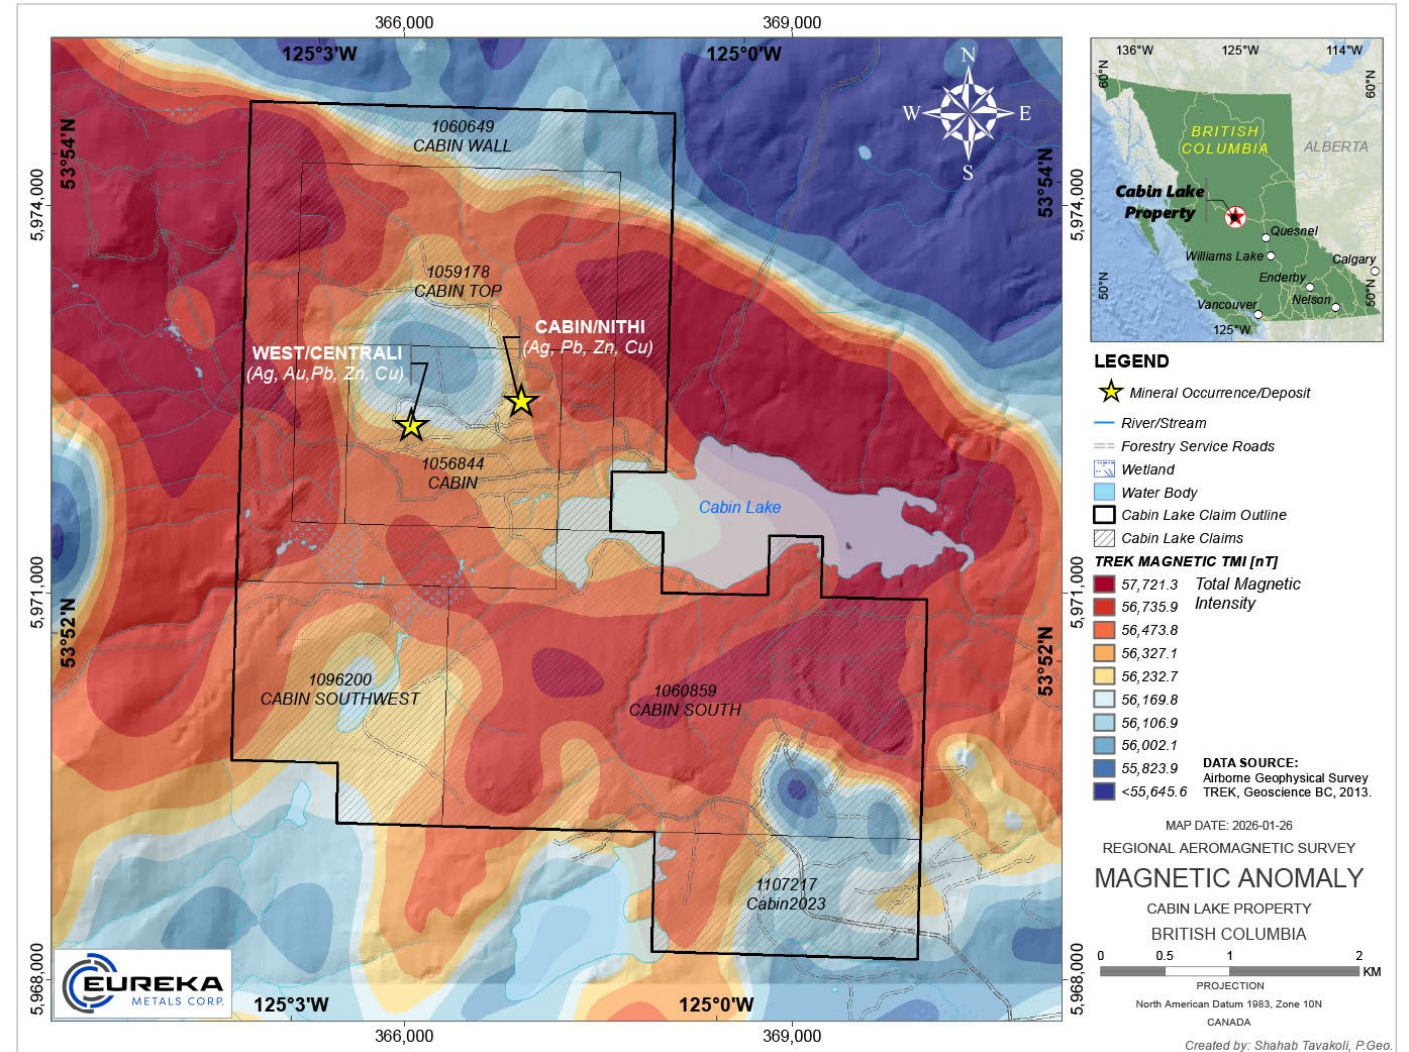 366,000
369,000
125°3'W
125°0'W
N
W
E
S
53°54'N
5,974,000
53°54'N
5,974,000
1060649
CABIN WALL
1059178
CABIN TOP
CABIN/NITHI
(Ag, Pb, Zn, Cu)
WEST/CENTRALI
(Ag, Au,Pb, Zn, Cu)
1056844
CABIN
Cabin Lake
5,971,000
53°52'N
5,971,000
53°52'N
1096200
CABIN SOUTHWEST
1060859
CABIN SOUTH
1107217
Cabin2023
5,968,000
5,968,000
EUREKA
METALS CORP.
125°3'W
125°0'W
366,000
369,000
136°W
125°W
114°W
60°N
60°N
BRITISH
COLUMBIA
ALBERTA
Cabin Lake
Property
Quesnel
Williams Lake
Calgary
Enderby
Nelson
Vancouver
50°N
50°N
125°W
LEGEND
Mineral Occurrence/Deposit
River/Stream
Forestry Service Roads
Wetland
Water Body
Cabin Lake Claim Outline
Cabin Lake Claims
TREK MAGNETIC TMI [nT]
57,721.3
Total Magnetic
Intensity
56,735.9
56,473.8
56,327.1
56,232.7
56,169.8
56,106.9
56,002.1
55,823.9
<55,645.6
DATA SOURCE:
Airborne Geophysical Survey
TREK, Geoscience BC, 2013.
MAP DATE: 2026-01-26
REGIONAL AEROMAGNETIC SURVEY
MAGNETIC ANOMALY
CABIN LAKE PROPERTY
BRITISH COLUMBIA
0 0.5 1 2
KM
PROJECTION
North American Datum 1983, Zone 10N
CANADA
Created by: Shahab Tavakoli, P.Geo.